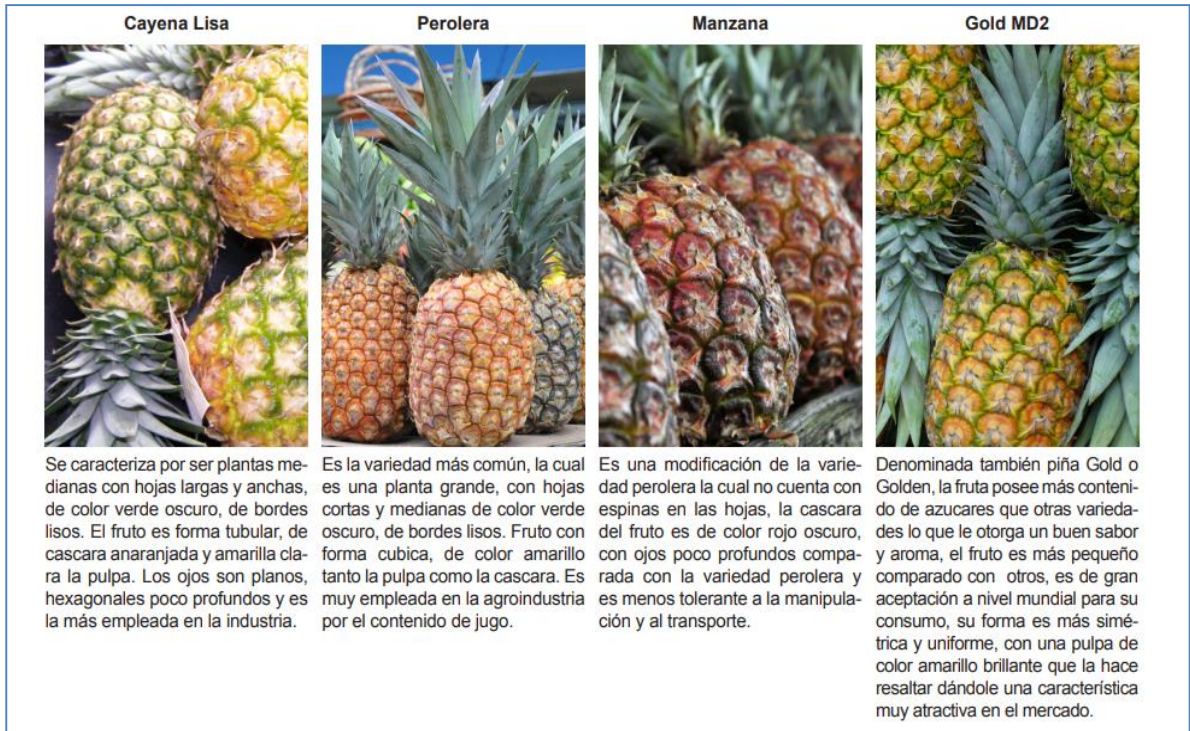 Cayena Lisa
Perolera
Manzana
Gold MD2
Se caracteriza por ser plantas me-
dianas con hojas largas y anchas,
de color verde oscuro, de bordes
lisos. El fruto es forma tubular, de
cascara anaranjada y amarilla cla-
ra la pulpa. Los ojos son planos,
hexagonales poco profundos y es
la más empleada en la industria.
Es la variedad más común, la cual
es una planta grande, con hojas
cortas y medianas de color verde
oscuro, de bordes lisos. Fruto con
forma cubica, de color amarillo
tanto la pulpa como la cascara. Es
muy empleada en la agroindustria
por el contenido de jugo.
Es una modificación de la varie-
dad perolera la cual no cuenta con
espinas en las hojas, la cascara
del fruto es de color rojo oscuro,
con ojos poco profundos compa-
rada con la variedad perolera y
es menos tolerante a la manipula-
ción y al transporte.
Denominada también piña Gold o
Golden, la fruta posee más conteni-
do de azucares que otras varieda-
des lo que le otorga un buen sabor
y aroma, el fruto es más pequeño
comparado con otros, es de gran
aceptación a nivel mundial para su
consumo, su forma es más simé-
trica y uniforme, con una pulpa de
color amarillo brillante que la hace
resaltar dándole una característica
muy atractiva en el mercado.